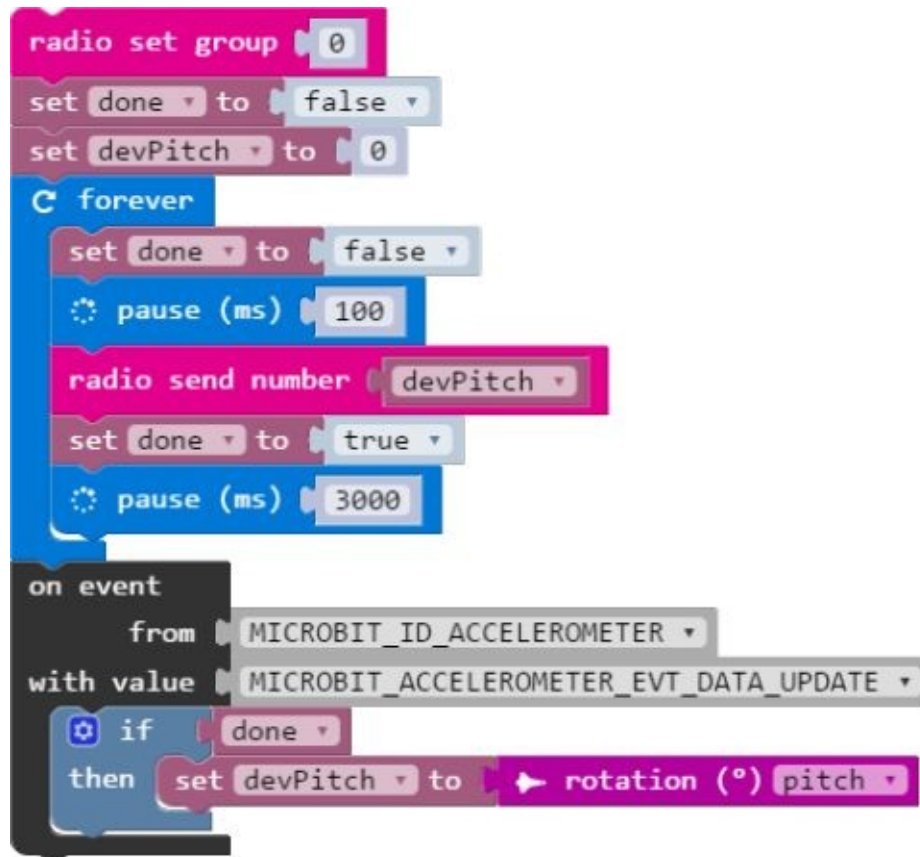 radio set group 0
set done to false
set devPitch to 0
forever
set done to false
pause (ms) 100
radio send number devPitch
set done to true
pause (ms) 3000
on event
from MICROBIT_ID_ACCELEROMETER
with value MICROBIT_ACCELEROMETER_EVT_DATA_UPDATE
if done
then set devPitch to rotation (°) pitch